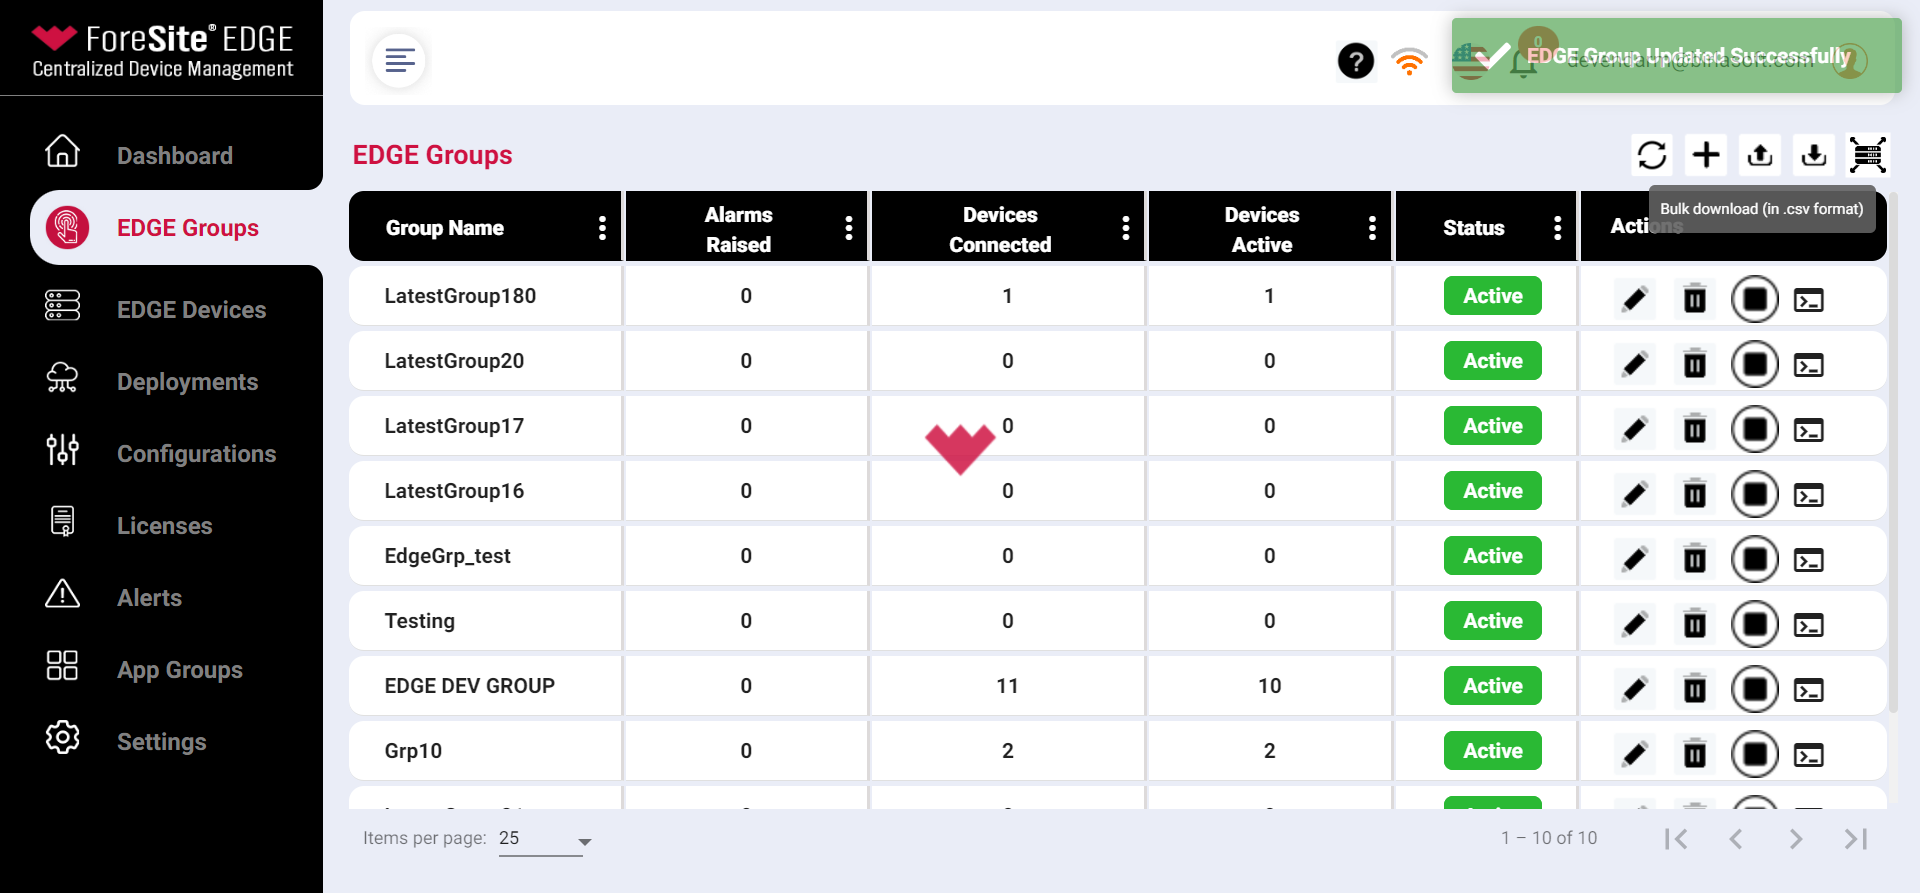 ForeSite® EDGE
Centralized Device Management
Dashboard
EDGE Groups
EDGE Devices
Deployments
Configurations
Licenses
Alerts
App Groups
Settings
?
0
EDGE Group Updated Successfully
EDGE Groups
Bulk download (in .csv format)
Group Name
Alarms Raised
Devices Connected
Devices Active
Status
Actions
LatestGroup180 0 1 1 Active
LatestGroup20 0 0 0 Active
LatestGroup17 0 0 0 Active
LatestGroup16 0 0 0 Active
EdgeGrp_test 0 0 0 Active
Testing 0 0 0 Active
EDGE DEV GROUP 0 11 10 Active
Grp10 0 2 2 Active
Items per page: 25
1 – 10 of 10